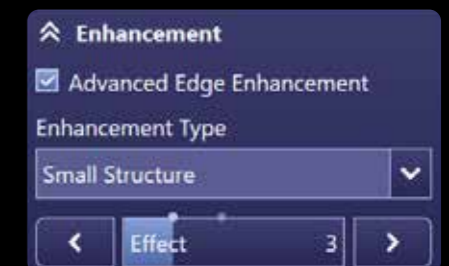 Enhancement
Advanced Edge Enhancement
Enhancement Type
Small Structure
Effect 3